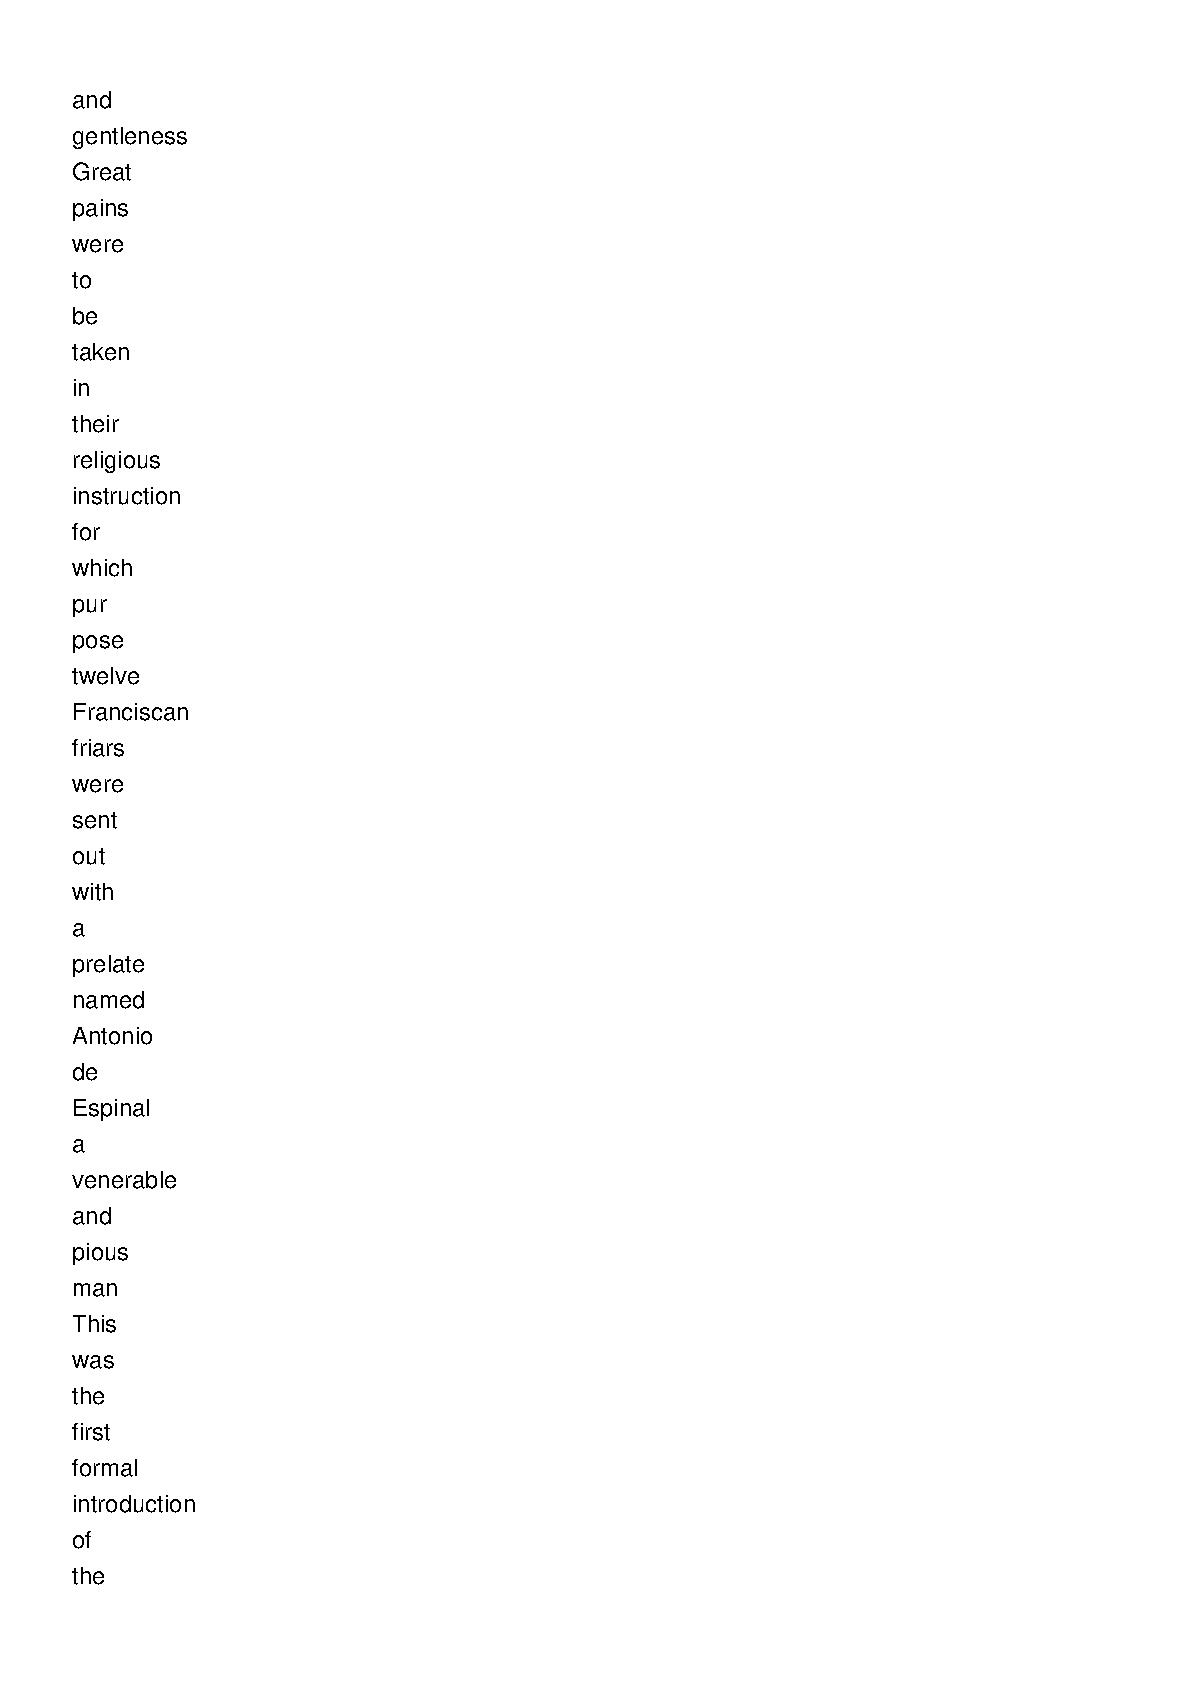 and
gentleness
Great
pains
were
to
be
taken
in
their
religious
instruction
for
which
pur
pose
twelve
Franciscan
friars
were
sent
out
with
a
prelate
named
Antonio
de
Espinal
a
venerable
and
pious
man
This
was
the
first
formal
introduction
of
the